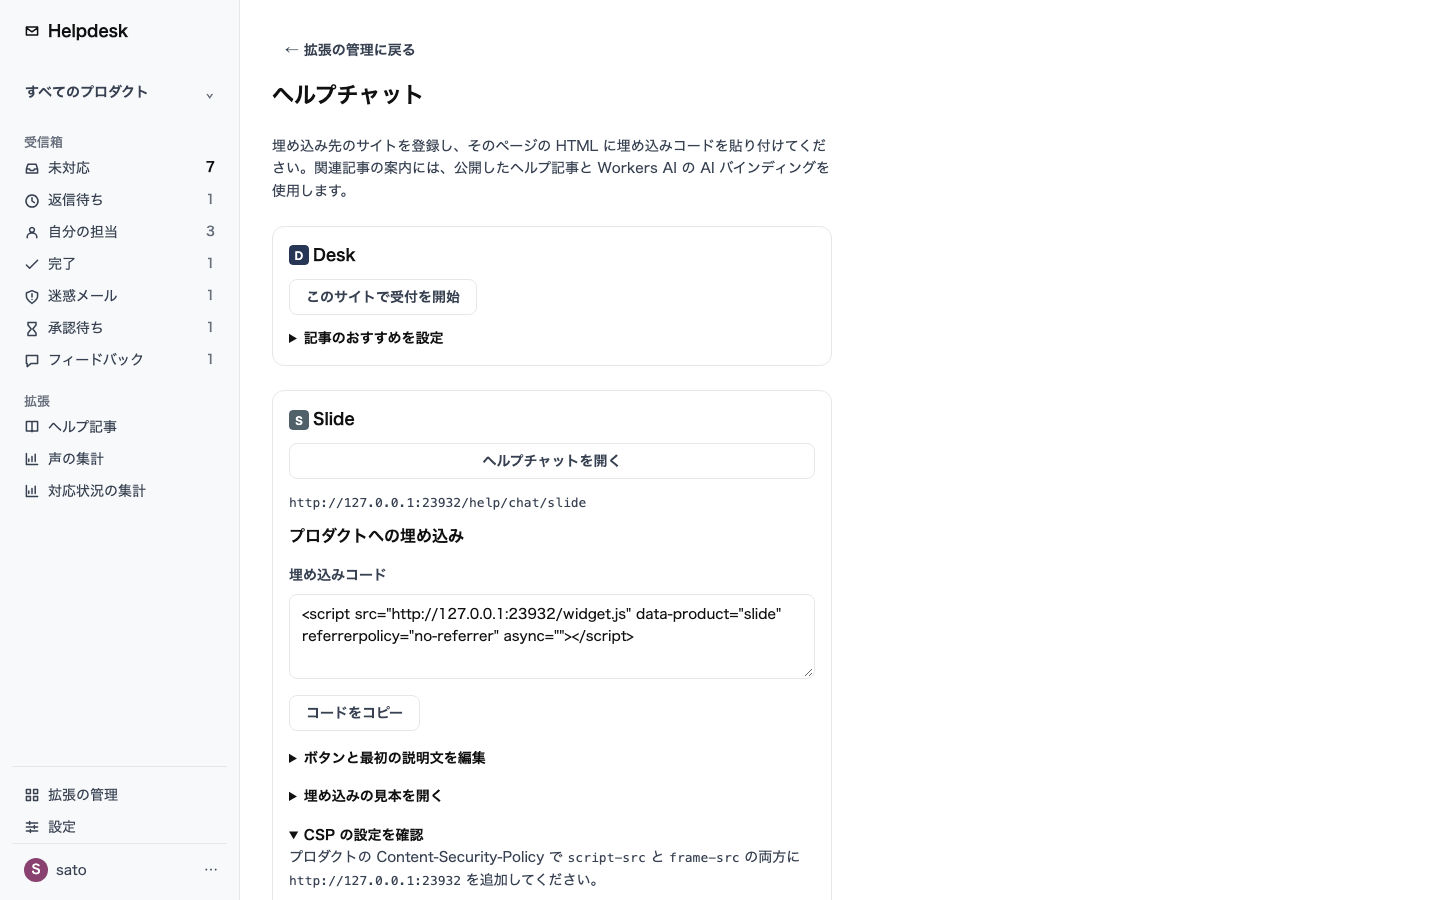 Helpdesk
すべてのプロダクト
受信箱
未対応 7
返信待ち 1
自分の担当 3
完了 1
迷惑メール 1
承認待ち 1
フィードバック 1
拡張
ヘルプ記事
声の集計
対応状況の集計
拡張の管理
設定
S sato ...
← 拡張の管理に戻る
ヘルプチャット
埋め込み先のサイトを登録し、そのページの HTML に埋め込みコードを貼り付けてくだ
さい。関連記事の案内には、公開したヘルプ記事と Workers AI の AI バインディングを
使用します。
D Desk
このサイトで受付を開始
▶ 記事のおすすめを設定
S Slide
ヘルプチャットを開く
http://127.0.0.1:23932/help/chat/slide
プロダクトへの埋め込み
埋め込みコード
<script src="http://127.0.0.1:23932/widget.js" data-product="slide"
referrerpolicy="no-referrer" async=""></script>
コードをコピー
▶ ボタンと最初の説明文を編集
▶ 埋め込みの見本を開く
▼ CSP の設定を確認
プロダクトの Content-Security-Policy で script-src と frame-src の両方に
http://127.0.0.1:23932 を追加してください。